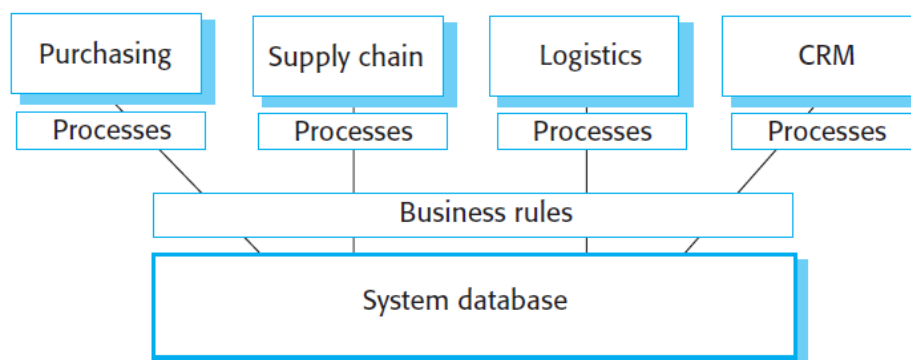 Purchasing
Supply chain
Logistics
CRM
Processes
Processes
Processes
Processes
Business rules
System database